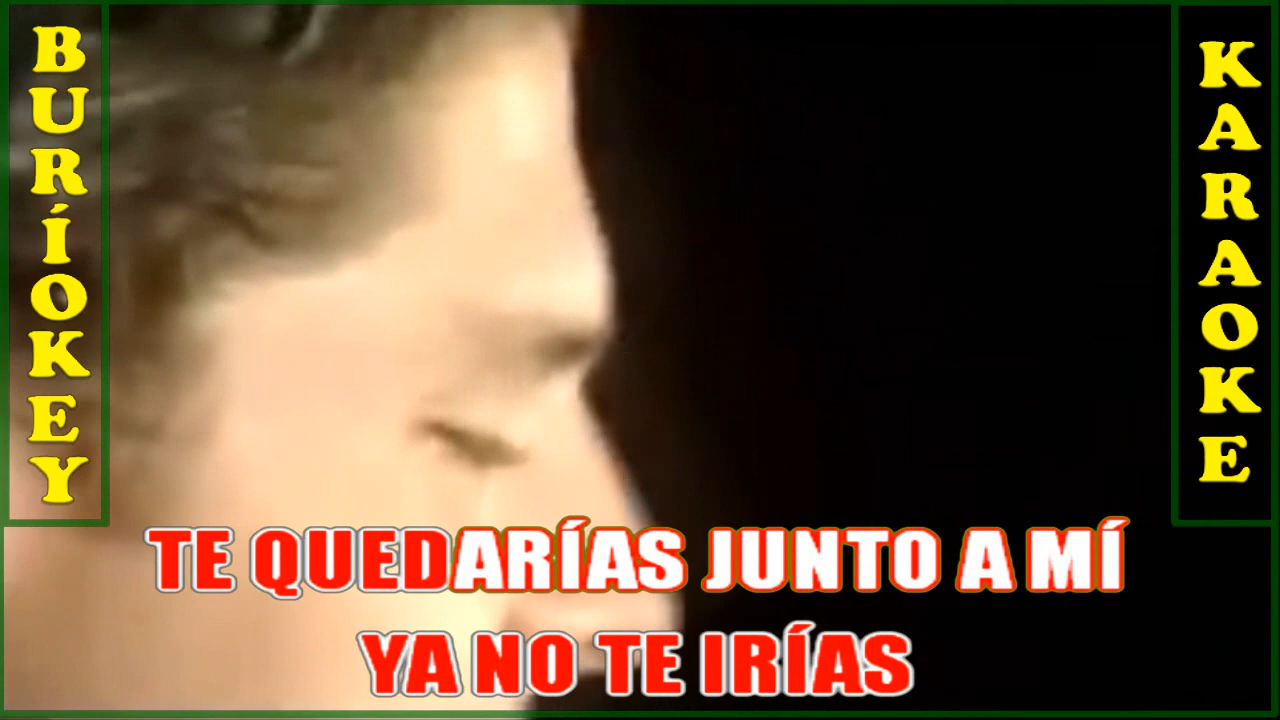 BURÍOKEY
KARAOKE
TE QUEDARÍAS JUNTO A MÍ
YA NO TE IRÍAS